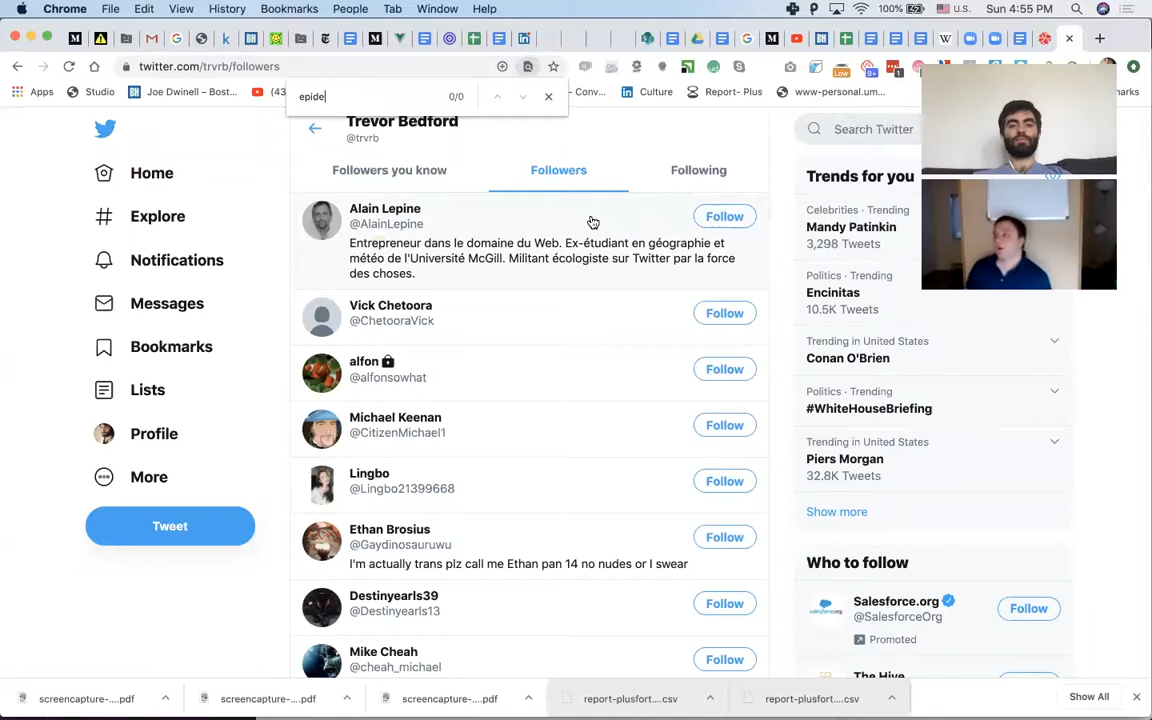 Chrome File Edit View History Bookmarks People Tab Window Help
100% U.S. Sun 4:55 PM
twitter.com/trvrb/followers
Apps Studio Joe Dwinell – Bost... (43 Conv... Culture Report- Plus www-personal.um... marks
Low 9+ 1
epide 0/0
Trevor Bedford
@trvrb
Followers you know Followers Following
Home
Explore
Notifications
Messages
Bookmarks
Lists
Profile
More
Tweet
Alain Lepine
@AlainLepine
Follow
Entrepreneur dans le domaine du Web. Ex-étudiant en géographie et
météo de l'Université McGill. Militant écologiste sur Twitter par la force
des choses.
Vick Chetoora
@ChetooraVick
Follow
alfon
@alfonsowhat
Follow
Michael Keenan
@CitizenMichael1
Follow
Lingbo
@Lingbo21399668
Follow
Ethan Brosius
@Gaydinosauruwu
Follow
I'm actually trans plz call me Ethan pan 14 no nudes or I swear
Destinyearls39
@Destinyearls13
Follow
Mike Cheah
@cheah_michael
Follow
Search Twitter
Trends for you
Celebrities · Trending
Mandy Patinkin
3,298 Tweets
Politics · Trending
Encinitas
10.5K Tweets
Trending in United States
Conan O'Brien
Politics · Trending
#WhiteHouseBriefing
Trending in United States
Piers Morgan
32.8K Tweets
Show more
Who to follow
Salesforce.org
@SalesforceOrg
Follow
Promoted
The Hive
screencapture-....pdf screencapture-....pdf screencapture-....pdf report-plusfort....csv report-plusfort....csv Show All